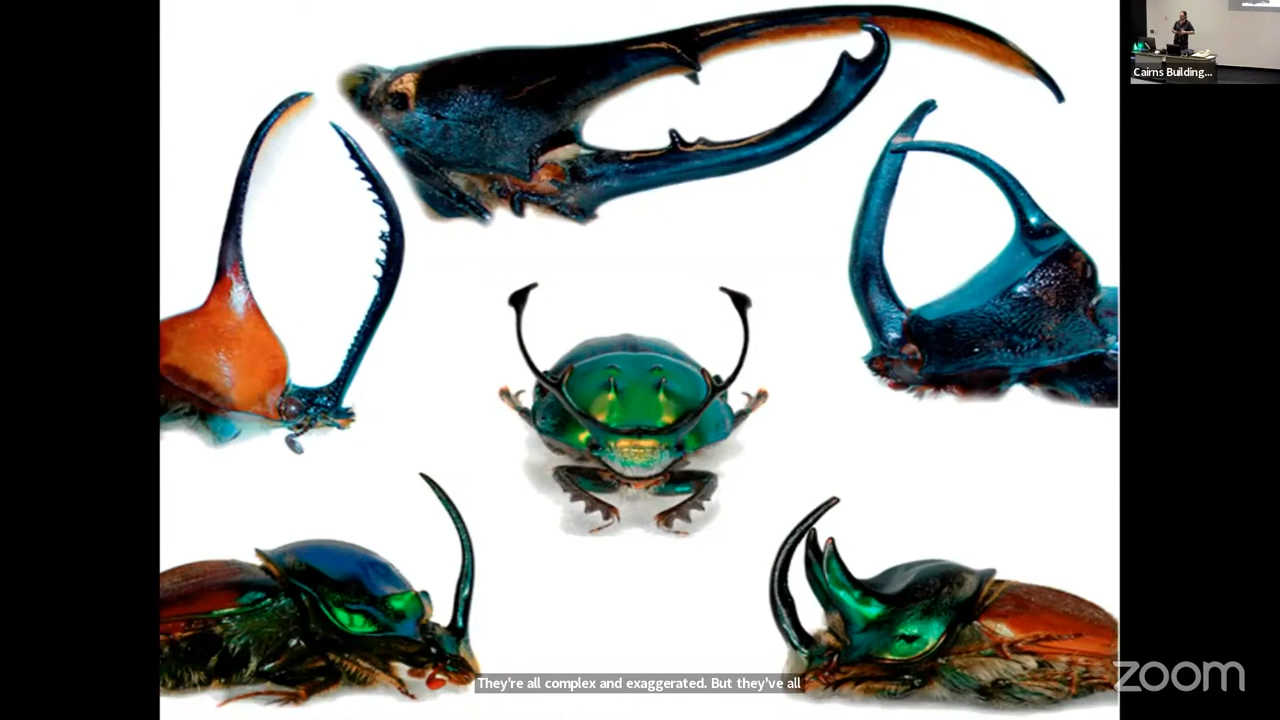 Cairns Building...
They're all complex and exaggerated. But they've all
zoom